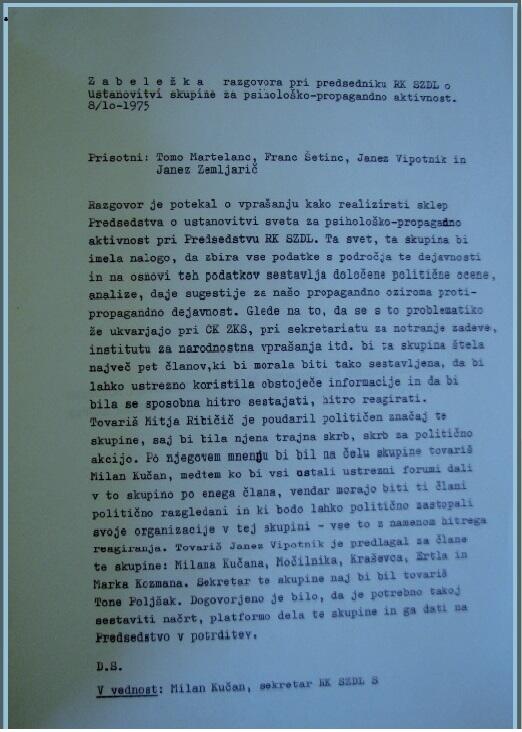 Z a b e l e ž k a razgovora pri predsedniku RK SZDL o
ustanovitvi skupine za psihološko-propagandno aktivnost.
8/lo-1975
Prisotni: Tomo Martelanc, Franc Šetinc, Janez Vipotnik in
Janez Zemljarič
Razgovor je potekal o vprašanju kako realizirati sklep
Predsedstva o ustanovitvi sveta za psihološko-propagadno
aktivnost pri Predsedstvu RK SZDL. Ta svet, ta skupina bi
imela nalogo, da zbira vse podatke s področja te dejavnosti
in na osnovi teh podatkov sestavlja določene politične ocene,
analize, daje sugestije za našo propagandno oziroma proti-
propagandno dejavnost. Glede na to, da se s to problematiko
že ukvarjajo pri CK ZKS, pri sekretariatu za notranje zadeve,
institutu za narodnostna vprašanja itd. bi ta skupina štela
največ pet članov,ki bi morala biti tako sestavljena, da bi
lahko ustrezno koristila obstoječe informacije in da bi
bila se sposobna hitro sestajati, hitro reagirati.
Tovariš Mitja Ribičič je poudaril političen značaj te
skupine, saj bi bila njena trajna skrb, skrb za politično
akcijo. Po njegovem mnenju bi bil na čelu skupine tovariš
Milan Kučan, medtem ko bi vsi ostali ustrezni forumi dali
v to skupino po enega člana, vendar morajo biti ti člani
politično razgledani in ki bodo lahko politično zastopali
svoje organizacije v tej skupini - vse to z namenom hitrega
reagiranja. Tovariš Janez Vipotnik je predlagal za člane
te skupine: Milana Kučana, Močilnika, Kraševca, Ertla in
Marka Kozmana. Sekretar te skupine naj bi bil tovariš
Tone Poljšak. Dogovorjeno je bilo, da je potrebno takoj
sestaviti načrt, platformo dela te skupine in ga dati na
Predsedstvo v potrditev.
D.S.
V vednost: Milan Kučan, sekretar RK SZDL S